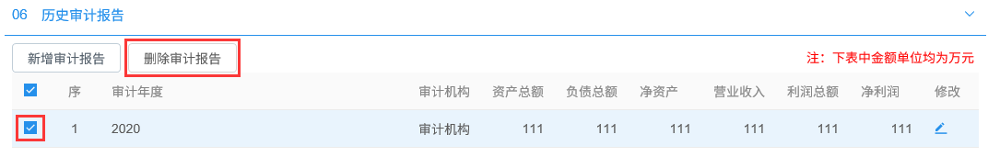 06 历史审计报告
新增审计报告 删除审计报告 注：下表中金额单位均为万元
序 审计年度 审计机构 资产总额 负债总额 净资产 营业收入 利润总额 净利润 修改
1 2020 审计机构 111 111 111 111 111 111